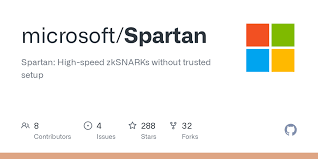 microsoft/Spartan
Spartan: High-speed zkSNARKs without trusted
setup
8
Contributors
4
Issues
288
Stars
32
Forks